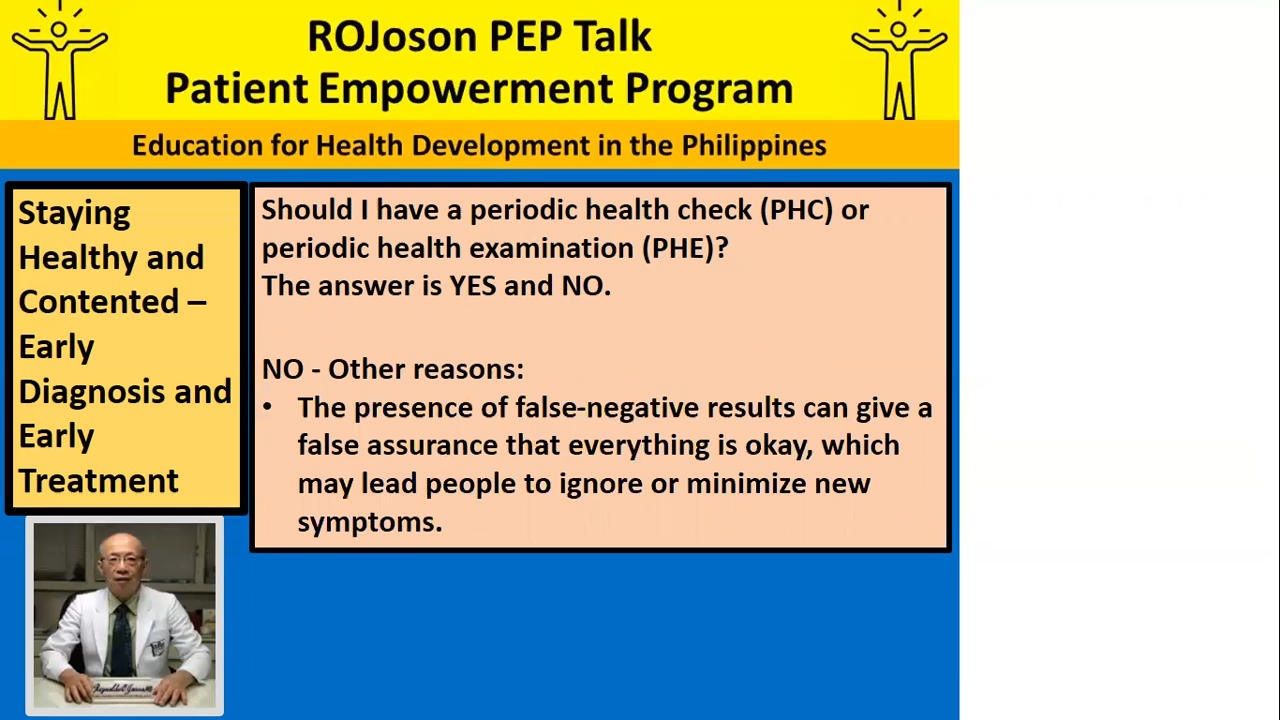 ROJoson PEP Talk
Patient Empowerment Program
Education for Health Development in the Philippines
Staying
Healthy and
Contented –
Early
Diagnosis and
Early
Treatment
Should I have a periodic health check (PHC) or
periodic health examination (PHE)?
The answer is YES and NO.
NO - Other reasons:
• The presence of false-negative results can give a
false assurance that everything is okay, which
may lead people to ignore or minimize new
symptoms.